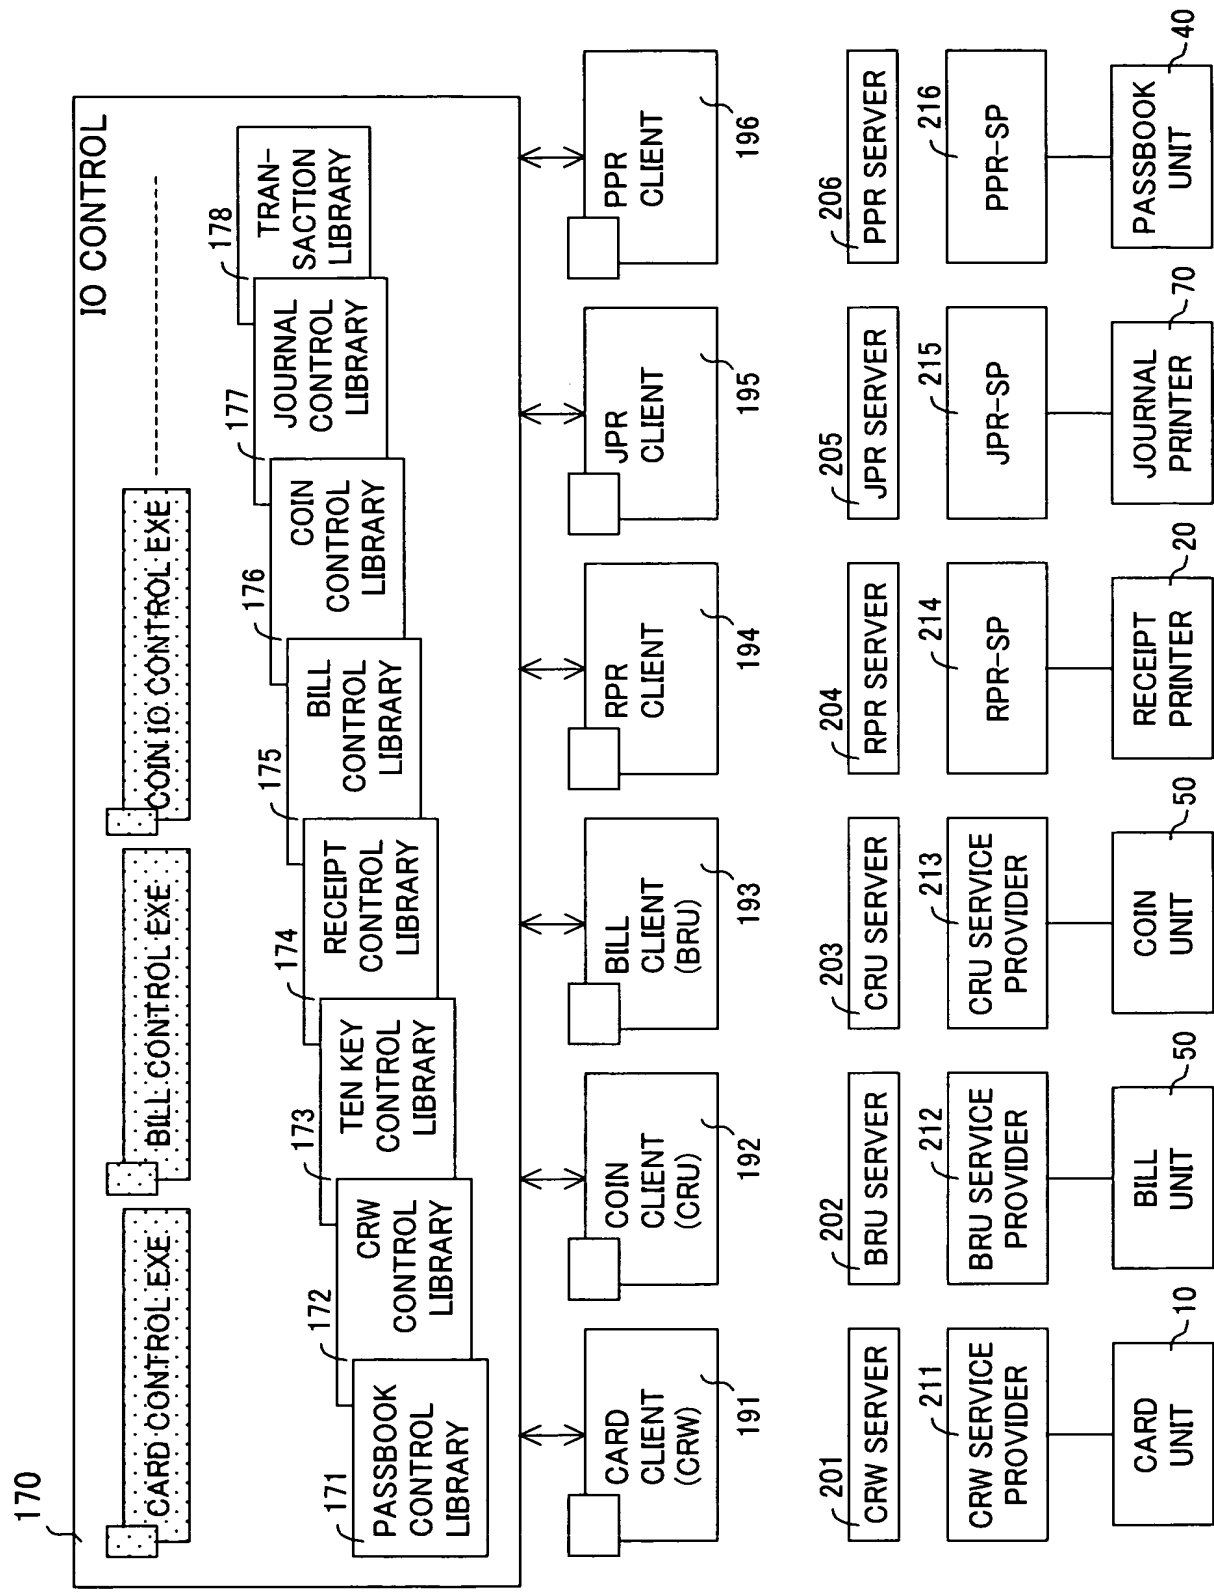 170
IO CONTROL
CARD CONTROL EXE
BILL CONTROL EXE
COIN IO CONTROL EXE
171
PASSBOOK
CONTROL
LIBRARY
172
CRW
CONTROL
LIBRARY
173
TEN KEY
CONTROL
LIBRARY
174
RECEIPT
CONTROL
LIBRARY
175
BILL
CONTROL
LIBRARY
176
COIN
CONTROL
LIBRARY
177
JOURNAL
CONTROL
LIBRARY
178
TRAN-
SACTION
LIBRARY
CARD
CLIENT
(CRW)
191
COIN
CLIENT
(CRU)
192
BILL
CLIENT
(BRU)
193
RPR
CLIENT
194
JPR
CLIENT
195
PPR
CLIENT
196
201
CRW SERVER
202
BRU SERVER
203
CRU SERVER
204
RPR SERVER
205
JPR SERVER
206
PPR SERVER
211
CRW SERVICE
PROVIDER
212
BRU SERVICE
PROVIDER
213
CRU SERVICE
PROVIDER
214
RPR-SP
215
JPR-SP
216
PPR-SP
10
CARD
UNIT
50
BILL
UNIT
50
COIN
UNIT
20
RECEIPT
PRINTER
70
JOURNAL
PRINTER
40
PASSBOOK
UNIT